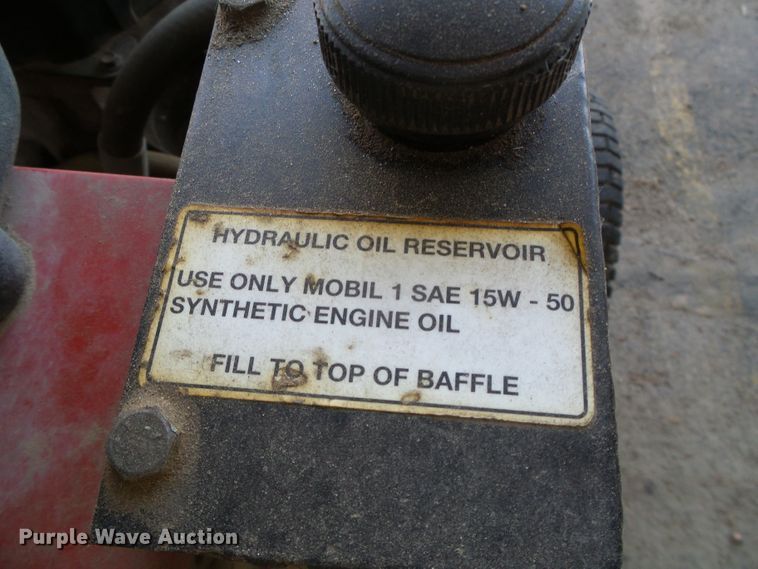 HYDRAULIC OIL RESERVOIR
USE ONLY MOBIL 1 SAE 15W - 50
SYNTHETIC ENGINE OIL
FILL TO TOP OF BAFFLE
Purple Wave Auction